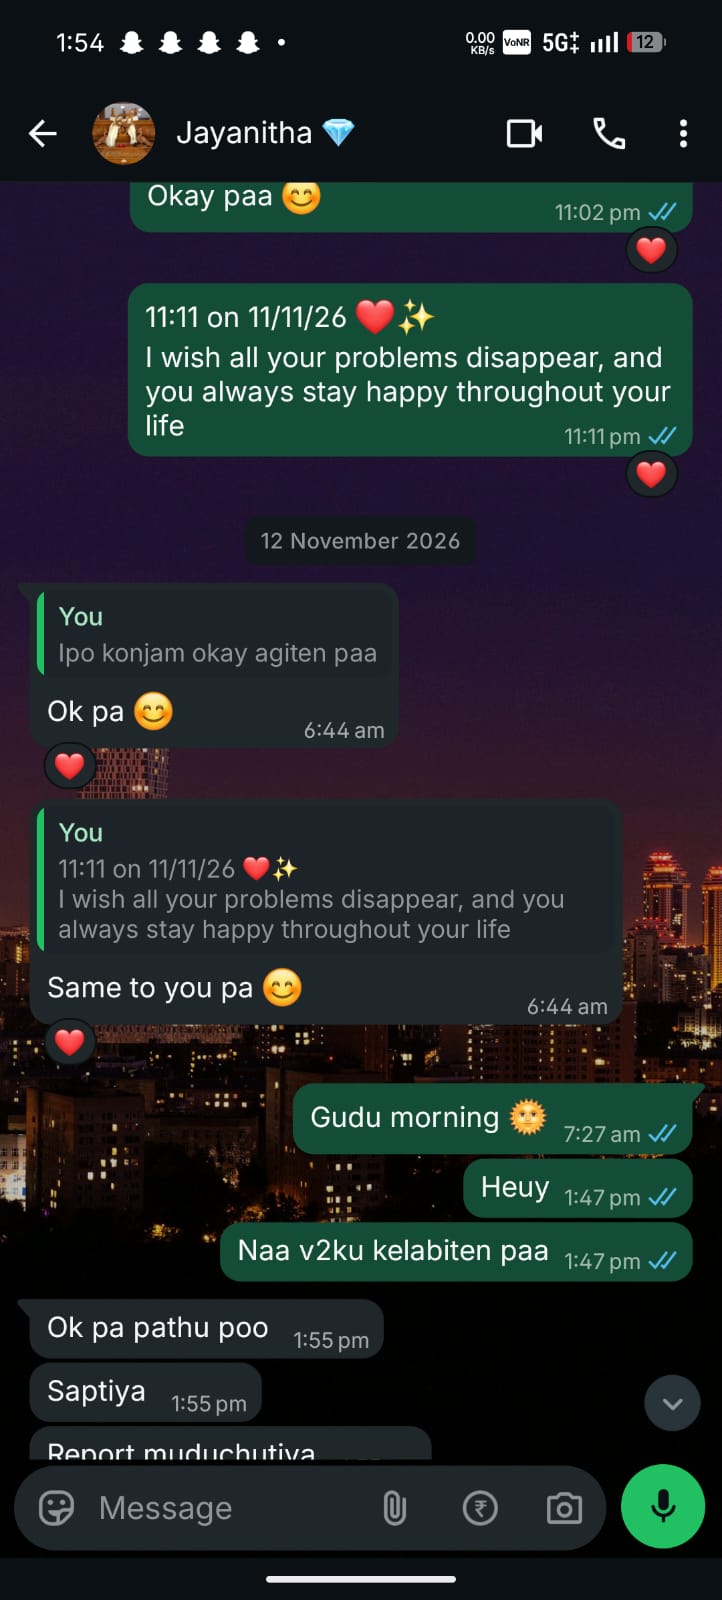 1:54
0.00
KB/s
VoNR
5G
12
Jayanitha 💎
Okay paa 😊
11:02 pm
❤️
11:11 on 11/11/26 ❤️✨
I wish all your problems disappear, and
you always stay happy throughout your
life
11:11 pm
❤️
12 November 2026
You
Ipo konjam okay agiten paa
Ok pa 😊
6:44 am
❤️
You
11:11 on 11/11/26 ❤️✨
I wish all your problems disappear, and you
always stay happy throughout your life
Same to you pa 😊
6:44 am
❤️
Gudu morning 🌞 7:27 am
Heuy 1:47 pm
Naa v2ku kelabiten paa 1:47 pm
Ok pa pathu poo 1:55 pm
Saptiya 1:55 pm
Report muduchutiya
Message